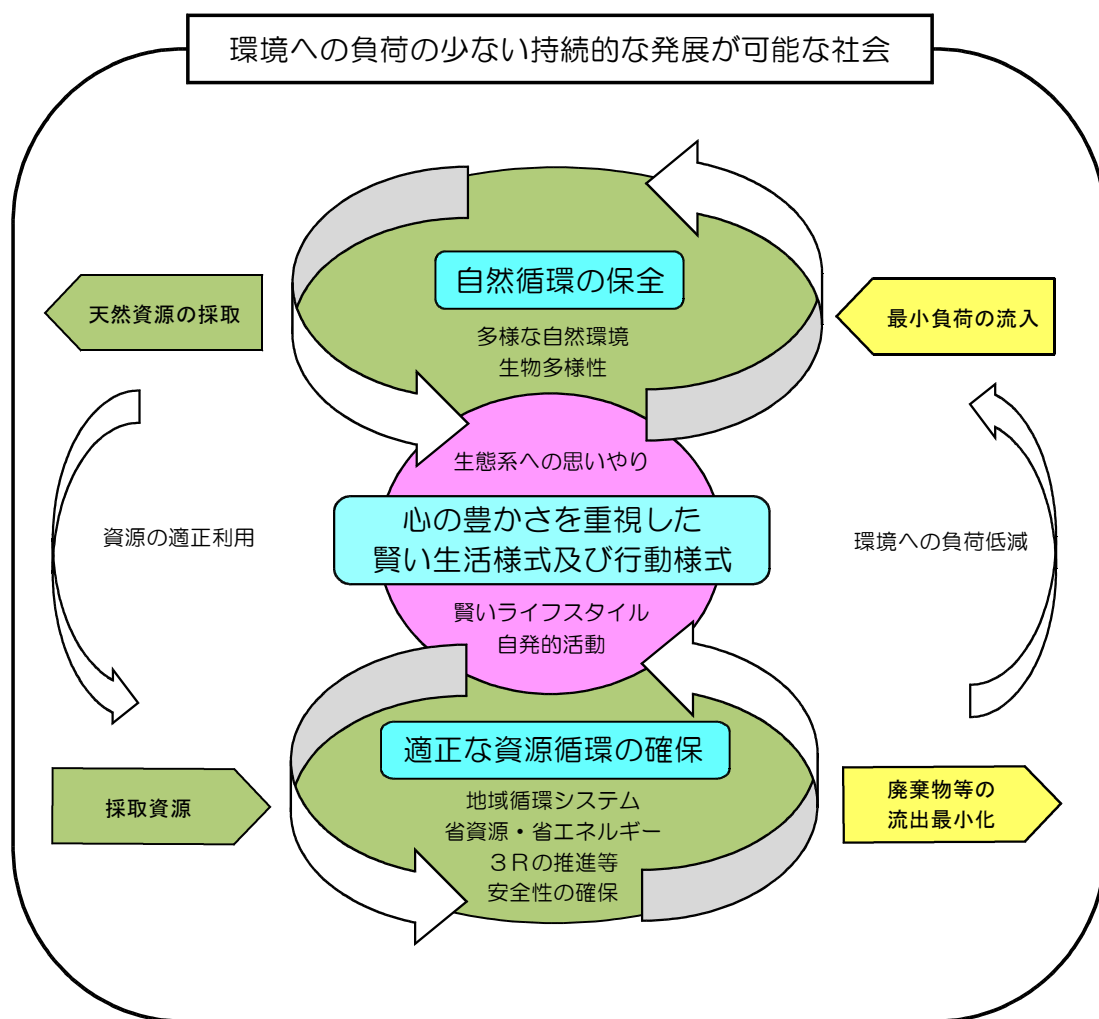 環境への負荷の少ない持続的な発展が可能な社会
自然循環の保全
天然資源の採取
最小負荷の流入
多様な自然環境
生物多様性
生態系への思いやり
心の豊かさを重視した
賢い生活様式及び行動様式
資源の適正利用
環境への負荷低減
賢いライフスタイル
自発的活動
適正な資源循環の確保
採取資源
廃棄物等の
流出最小化
地域循環システム
省資源・省エネルギー
３Ｒの推進等
安全性の確保